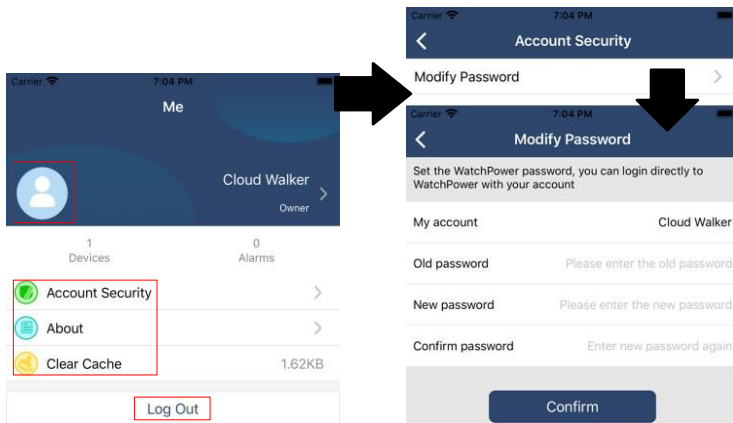 Carrier 7:04 PM
Me
Cloud Walker
Owner
1 0
Devices Alarms
Account Security
About
Clear Cache 1.62KB
Log Out
Carrier 7:04 PM
Account Security
Modify Password
Carrier 7:04 PM
Modify Password
Set the WatchPower password, you can login directly to
WatchPower with your account
My account Cloud Walker
Old password Please enter the old password
New password Please enter the new password
Confirm password Enter new password again
Confirm